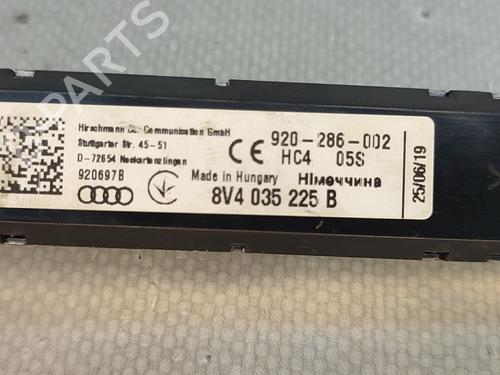 Hirschmann Car Communication GmbH
Stuttgarter Str. 45-51
D-72654 Neckartenzlingen
920697B
CE
920-286-002
HC4 05S
Made in Hungary Німеччина
8V4 035 225 B
25/06/19
B-PARTS